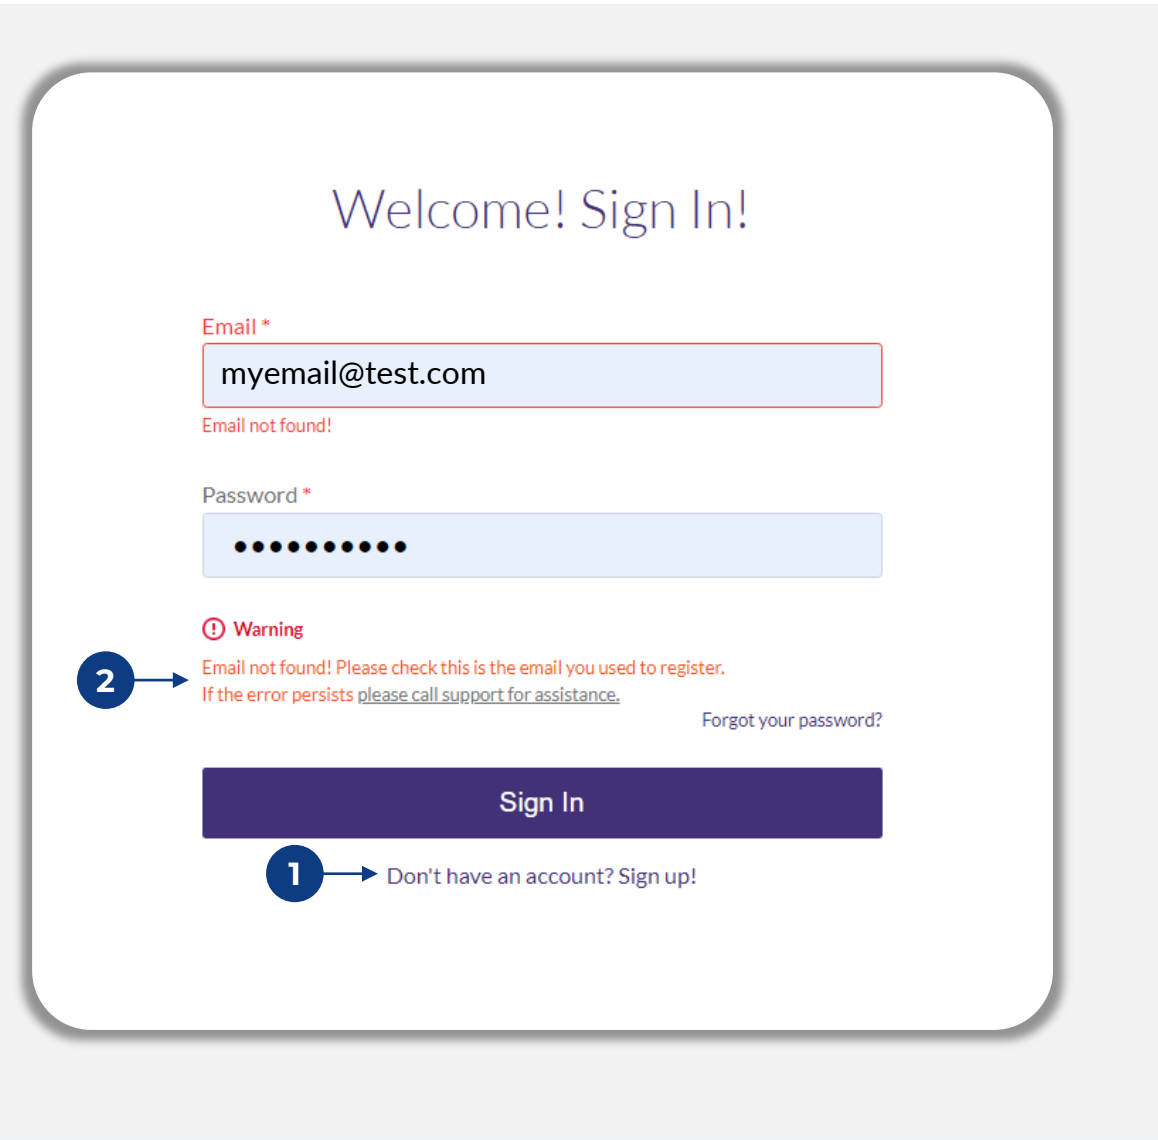 Welcome! Sign In!
Email *
myemail@test.com
Email not found!
Password *
••••••••••
Warning
2
Email not found! Please check this is the email you used to register.
If the error persists please call support for assistance.
Forgot your password?
Sign In
1
Don't have an account? Sign up!